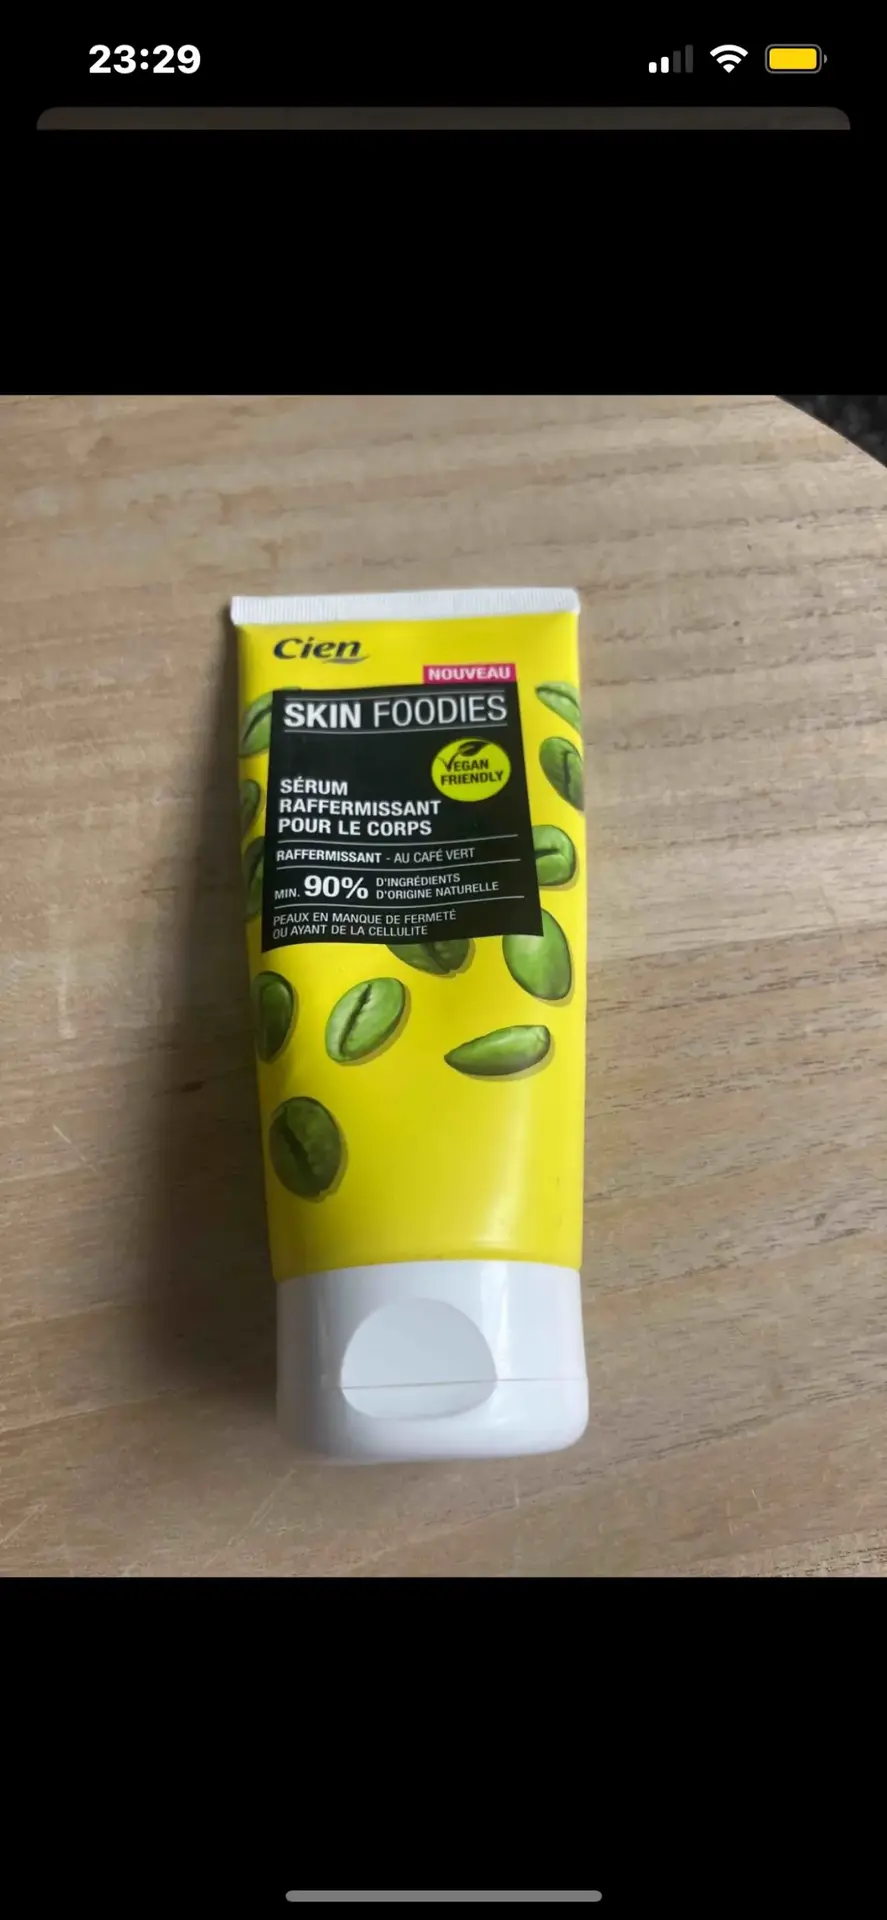 23:29
Cien
NOUVEAU
SKIN FOODIES
VEGAN
FRIENDLY
SÉRUM
RAFFERMISSANT
POUR LE CORPS
RAFFERMISSANT - AU CAFÉ VERT
MIN. 90% D'INGRÉDIENTS
D'ORIGINE NATURELLE
PEAUX EN MANQUE DE FERMETÉ
OU AYANT DE LA CELLULITE